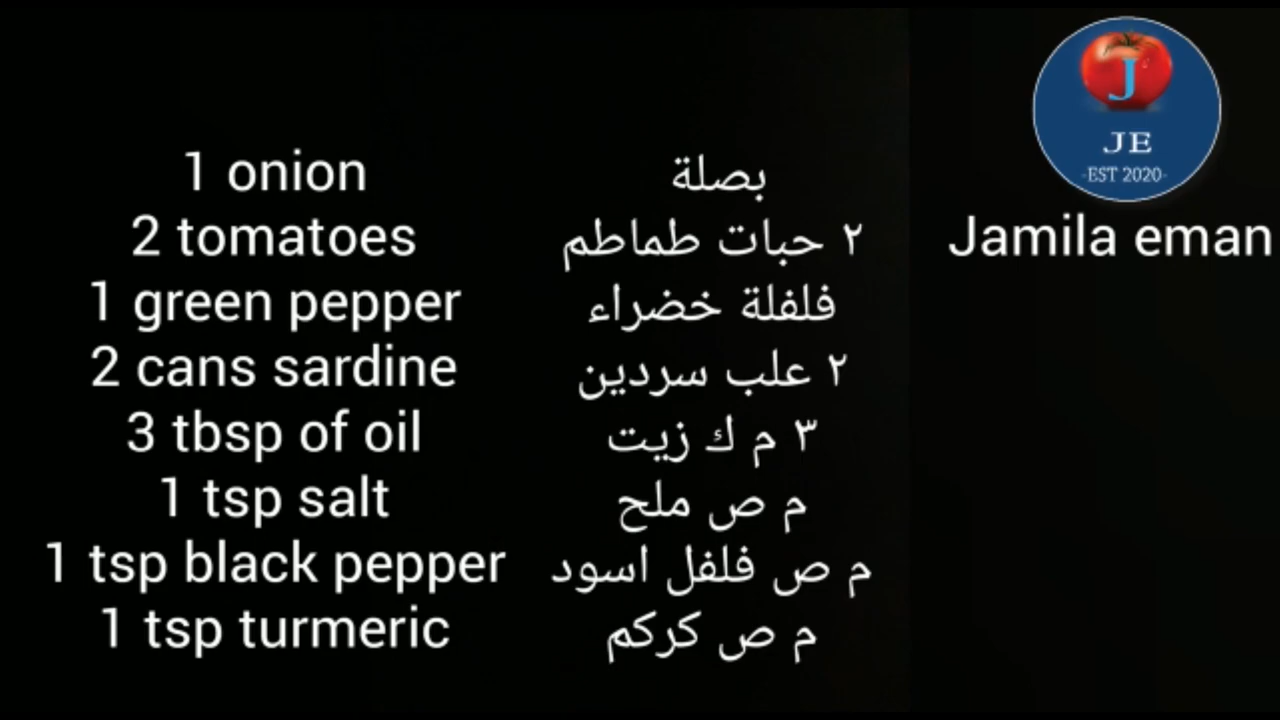 J
JE
-EST 2020-
Jamila eman
1 onion
2 tomatoes
1 green pepper
2 cans sardine
3 tbsp of oil
1 tsp salt
1 tsp black pepper
1 tsp turmeric
بصلة
٢ حبات طماطم
فلفلة خضراء
٢ علب سردين
٣ م ك زيت
م ص ملح
م ص فلفل اسود
م ص كركم